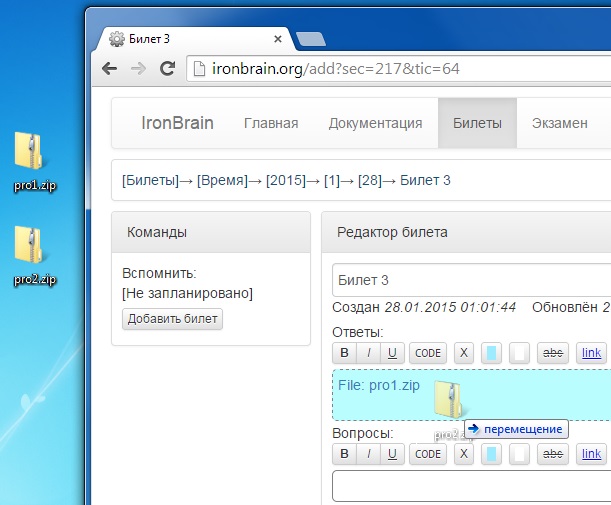 Билет 3
ironbrain.org/add?sec=217&tic=64
IronBrain Главная Документация Билеты Экзамен
[Билеты]→ [Время]→ [2015]→ [1]→ [28]→ Билет 3
pro1.zip
pro2.zip
Команды
Вспомнить:
[Не запланировано]
Добавить билет
Редактор билета
Билет 3
Создан 28.01.2015 01:01:44 Обновлён 2
Ответы:
B I U CODE X abc link
File: pro1.zip
перемещение
pro2.zip
Вопросы:
B I U CODE X abc link